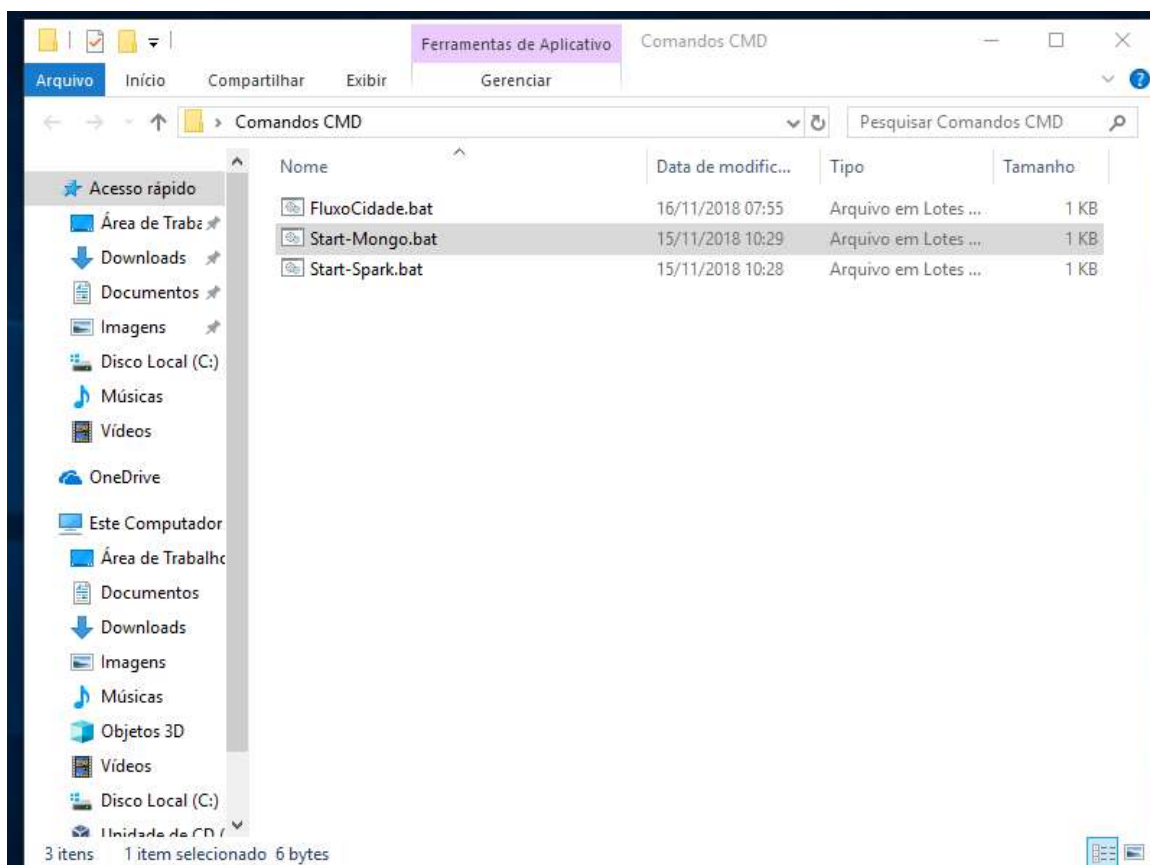 Ferramentas de Aplicativo Comandos CMD
Arquivo Início Compartilhar Exibir Gerenciar
Comandos CMD Pesquisar Comandos CMD
Nome Data de modific... Tipo Tamanho
Acesso rápido
FluxoCidade.bat 16/11/2018 07:55 Arquivo em Lotes ... 1 KB
Área de Traba
Start-Mongo.bat 15/11/2018 10:29 Arquivo em Lotes ... 1 KB
Downloads
Start-Spark.bat 15/11/2018 10:28 Arquivo em Lotes ... 1 KB
Documentos
Imagens
Disco Local (C:)
Músicas
Vídeos
OneDrive
Este Computador
Área de Trabalho
Documentos
Downloads
Imagens
Músicas
Objetos 3D
Vídeos
Disco Local (C:)
Unidade de CD (
3 itens 1 item selecionado 6 bytes